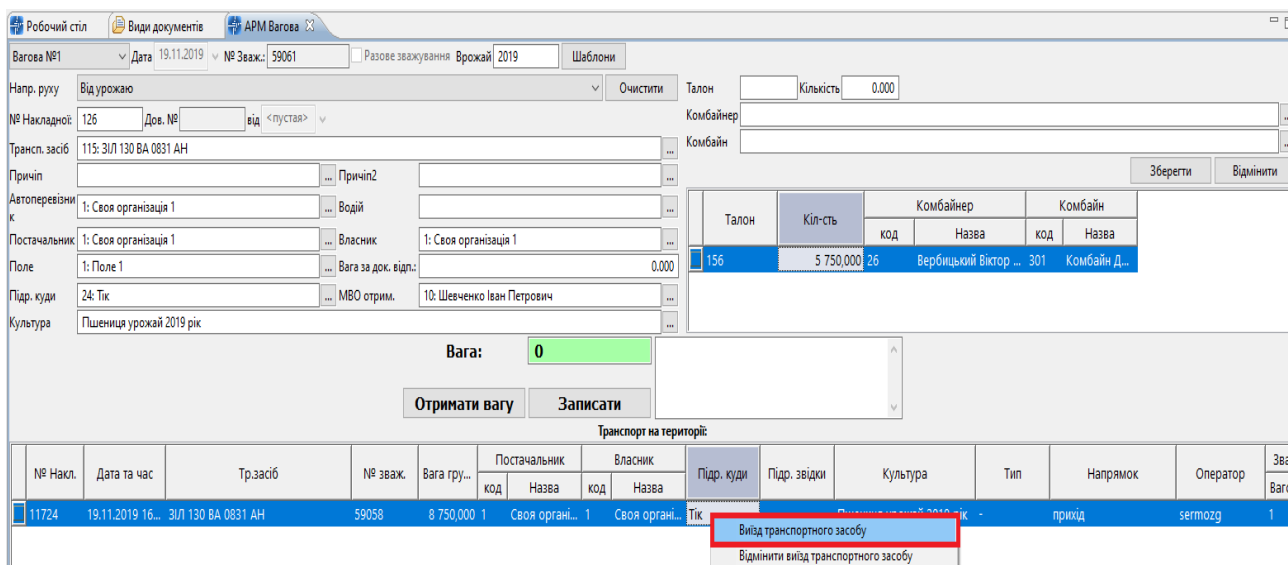 Робочий стіл Види документів АРМ Вагова
Вагова №1 Дата 19.11.2019 № Зваж.: 59061 Разове зважування Врожай 2019 Шаблони
Напр. руху Від урожаю Очистити Талон Кількість 0.000
№ Накладної: 126 Дов. № від <пустая> Комбайнер ...
Трансп. засіб 115: ЗІЛ 130 ВА 0831 АН ... Комбайн ...
Причіп ... Причіп2 ... Зберегти Відмінити
Автоперевізни
к
1: Своя організація 1 ... Водій ...
Постачальник 1: Своя організація 1 ... Власник 1: Своя організація 1 ...
Поле 1: Поле 1 ... Вага за док. відп.: 0.000
Підр. куди 24: Тік ... МВО отрим. 10: Шевченко Іван Петрович ...
Культура Пшениця урожай 2019 рік ...
Талон Кіл-сть Комбайнер Комбайн
код Назва код Назва
156 5 750,000 26 Вербицький Віктор ... 301 Комбайн Д...
Вага: 0
Отримати вагу Записати
Транспорт на території:
№ Накл. Дата та час Тр.засіб № зваж. Вага гру... Постачальник Власник Підр. куди Підр. звідки Культура Тип Напрямок Оператор
код Назва код Назва
11724 19.11.2019 16... ЗІЛ 130 ВА 0831 АН 59058 8 750,000 1 Своя органі... 1 Своя органі... Тік Пшениця урожай 2019 рік - прихід sermozg 1
Виїзд транспортного засобу
Відмінити виїзд транспортного засобу